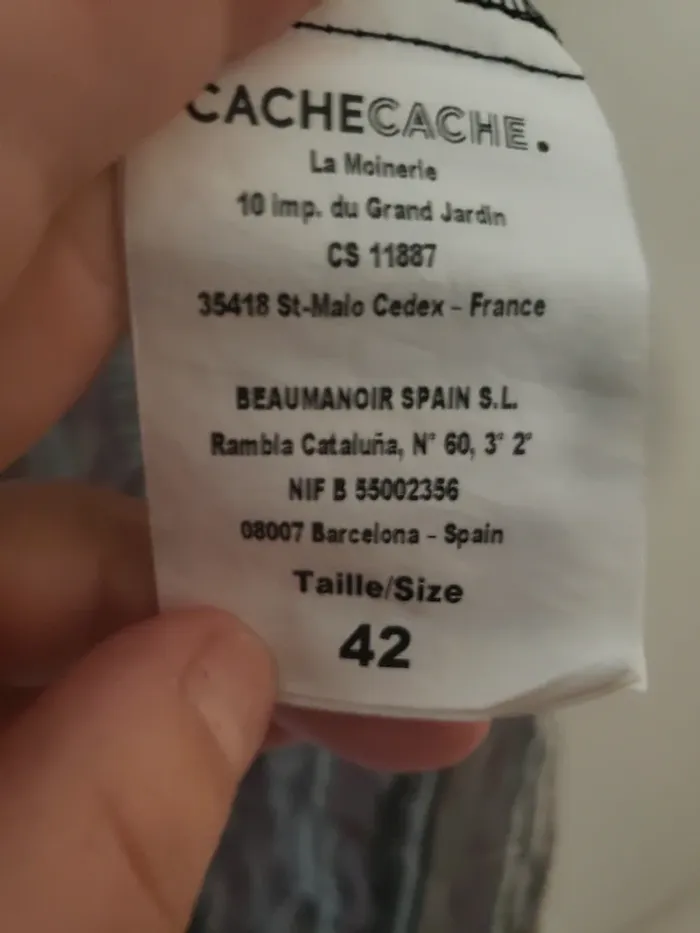 CACHECACHE.
La Moinerie
10 imp. du Grand Jardin
CS 11887
35418 St-Malo Cedex - France
BEAUMANOIR SPAIN S.L.
Rambla Cataluña, N° 60, 3° 2°
NIF B 55002356
08007 Barcelona - Spain
Taille/Size
42